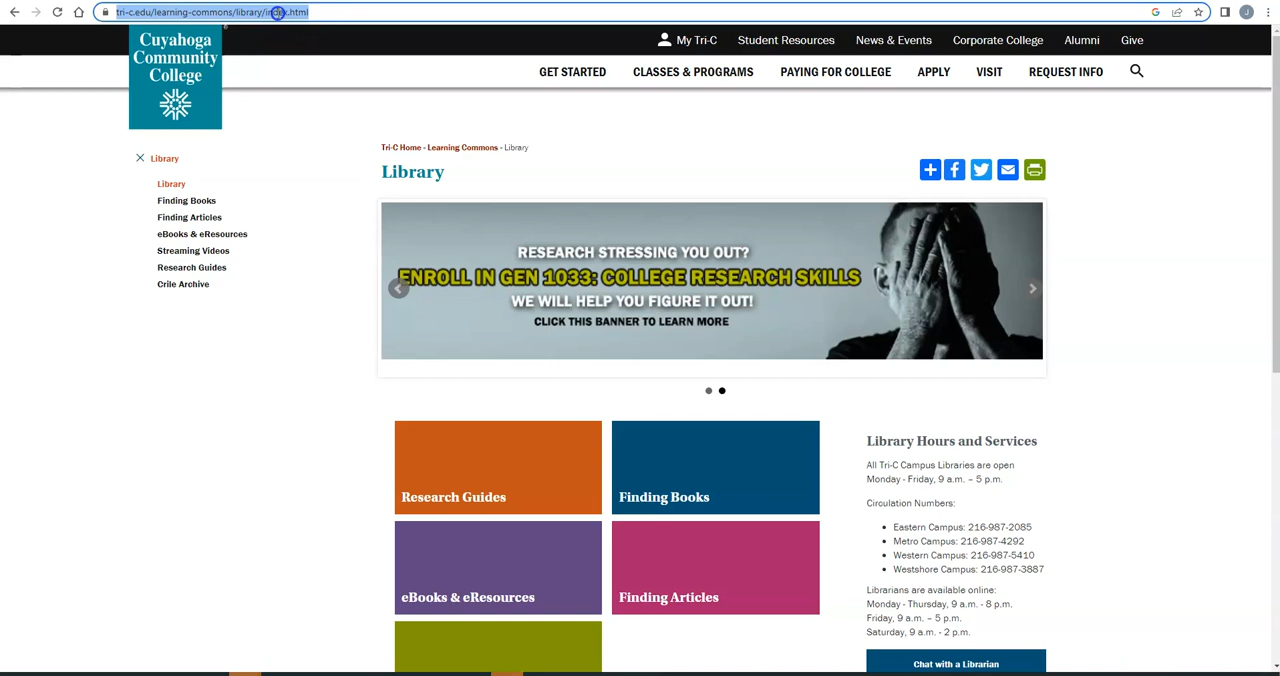 tri-c.edu/learning-commons/library/index.html
J
My Tri-C
Student Resources
News & Events
Corporate College
Alumni
Give
Cuyahoga
Community
College
®
GET STARTED
CLASSES & PROGRAMS
PAYING FOR COLLEGE
APPLY
VISIT
REQUEST INFO
Library
Library
Finding Books
Finding Articles
eBooks & eResources
Streaming Videos
Research Guides
Crile Archive
Tri-C Home - Learning Commons - Library
Library
RESEARCH STRESSING YOU OUT?
ENROLL IN GEN 1033: COLLEGE RESEARCH SKILLS
WE WILL HELP YOU FIGURE IT OUT!
CLICK THIS BANNER TO LEARN MORE
Research Guides
Finding Books
eBooks & eResources
Finding Articles
Library Hours and Services
All Tri-C Campus Libraries are open
Monday - Friday, 9 a.m. – 5 p.m.
Circulation Numbers:
Eastern Campus: 216-987-2085
Metro Campus: 216-987-4292
Western Campus: 216-987-5410
Westshore Campus: 216-987-3887
Librarians are available online:
Monday - Thursday, 9 a.m. - 8 p.m.
Friday, 9 a.m. – 5 p.m.
Saturday, 9 a.m. - 2 p.m.
Chat with a Librarian